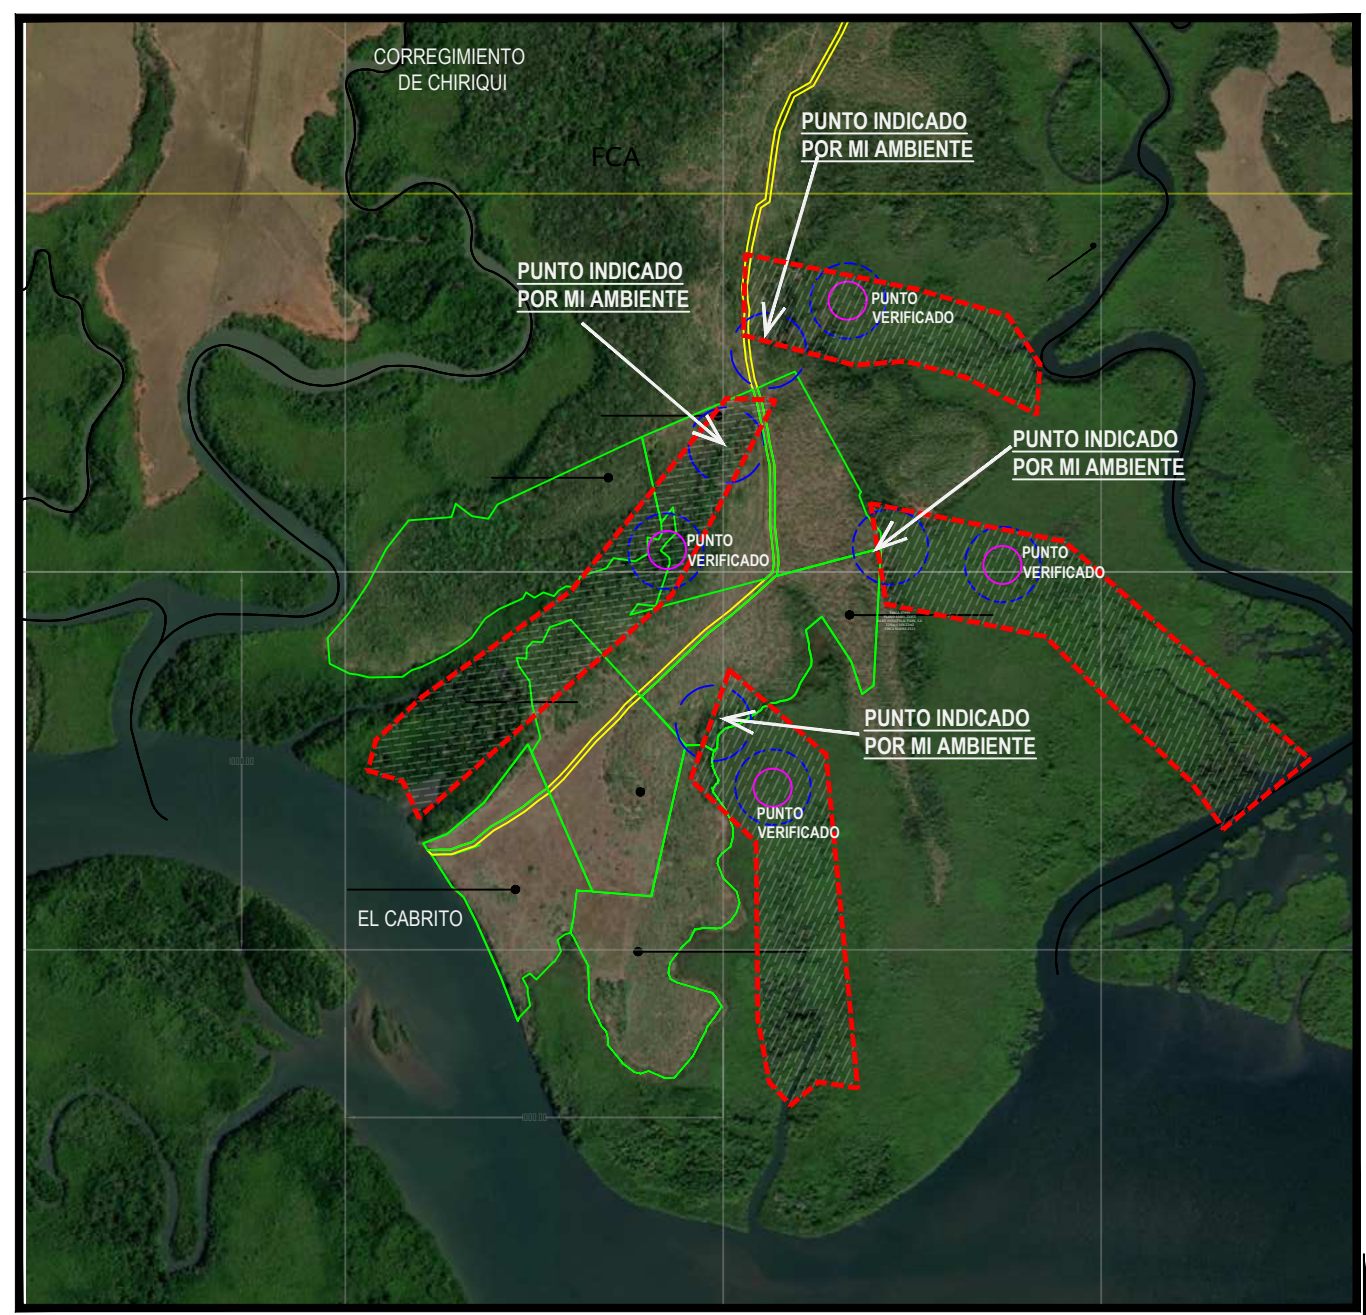 CORREGIMIENTO
DE CHIRIQUI
FCA
PUNTO INDICADO
POR MI AMBIENTE
PUNTO INDICADO
POR MI AMBIENTE
PUNTO
VERIFICADO
PUNTO INDICADO
POR MI AMBIENTE
PUNTO
VERIFICADO
PUNTO
VERIFICADO
PUNTO INDICADO
POR MI AMBIENTE
PUNTO
VERIFICADO
EL CABRITO